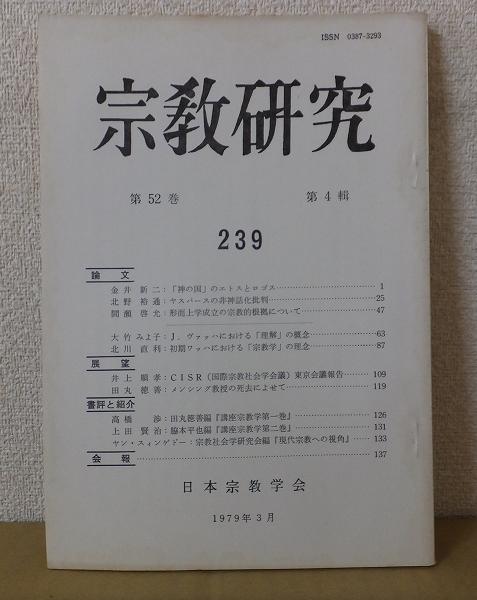 ISSN 0387-3293
宗教研究
第52巻 第4輯
239
論文
金井新二：「神の国」のエトスとロゴス 1
北野裕通：ヤスパースの非神話化批判 25
間瀬啓允：形而上学成立の宗教的根拠について 47
大竹みよ子：J．ヴァッハにおける「理解」の概念 63
北川直利：初期ワッハにおける「宗教学」の理念 87
展望
井上順孝：CISR（国際宗教社会学会議）東京会議報告 109
田丸徳善：メンシング教授の死去によせて 119
書評と紹介
高橋渉：田丸徳善編『講座宗教学第一巻』 126
上田賢治：脇本平也編『講座宗教学第二巻』 131
ヤン・スィンゲドー：宗教社会学研究会編『現代宗教への視角』 133
会報 137
日本宗教学会
1979年3月